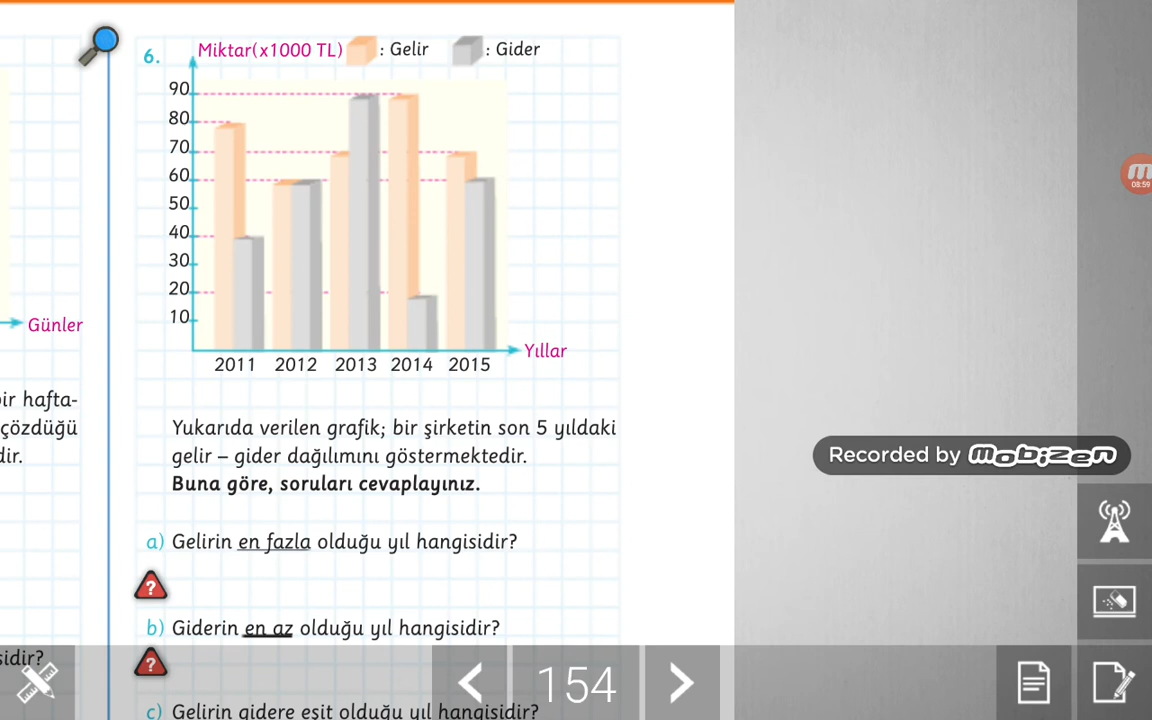 6.
Miktar(x1000 TL) : Gelir : Gider
90
80
70
60
50
40
30
20
10
Günler
Yıllar
2011 2012 2013 2014 2015
bir hafta-
çözdüğü
dir.
Yukarıda verilen grafik; bir şirketin son 5 yıldaki
gelir – gider dağılımını göstermektedir.
Buna göre, soruları cevaplayınız.
a) Gelirin en fazla olduğu yıl hangisidir?
?
b) Giderin en az olduğu yıl hangisidir?
?
sidir?
c) Gelirin gidere eşit olduğu yıl hangisidir?
154
m
08:59
Recorded by mobizen